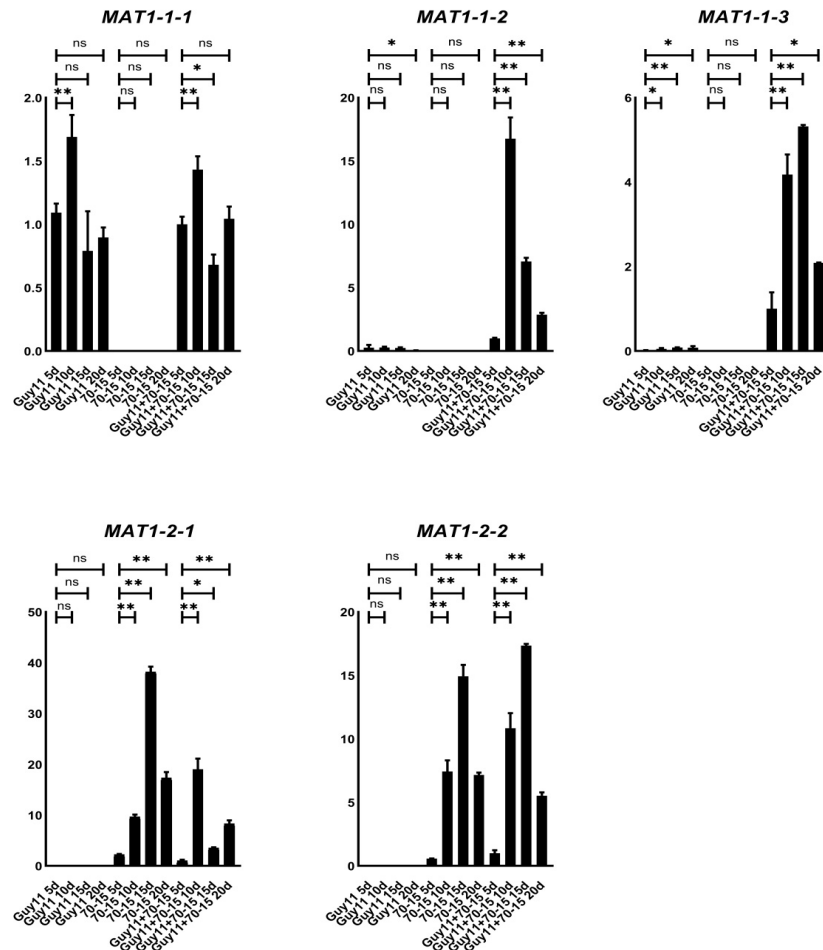 MAT1-1-1
MAT1-1-2
MAT1-1-3
ns
ns
ns
*
ns
**
*
ns
*
ns
ns
*
ns
ns
**
**
ns
**
**
ns
**
ns
ns
**
*
ns
**
2.0
1.5
1.0
0.5
0.0
20
15
10
5
0
6
4
2
0
Guy11 5d
Guy11 10d
Guy11 15d
Guy11 20d
70-15 5d
70-15 10d
70-15 15d
70-15 20d
Guy11+70-15 5d
Guy11+70-15 10d
Guy11+70-15 15d
Guy11+70-15 20d
Guy11 5d
Guy11 10d
Guy11 15d
Guy11 20d
70-15 5d
70-15 10d
70-15 15d
70-15 20d
Guy11+70-15 5d
Guy11+70-15 10d
Guy11+70-15 15d
Guy11+70-15 20d
Guy11 5d
Guy11 10d
Guy11 15d
Guy11 20d
70-15 5d
70-15 10d
70-15 15d
70-15 20d
Guy11+70-15 5d
Guy11+70-15 10d
Guy11+70-15 15d
Guy11+70-15 20d
MAT1-2-1
MAT1-2-2
ns
**
**
ns
**
**
ns
**
*
ns
**
**
ns
**
**
ns
**
**
50
40
30
20
10
0
20
15
10
5
0
Guy11 5d
Guy11 10d
Guy11 15d
Guy11 20d
70-15 5d
70-15 10d
70-15 15d
70-15 20d
Guy11+70-15 5d
Guy11+70-15 10d
Guy11+70-15 15d
Guy11+70-15 20d
Guy11 5d
Guy11 10d
Guy11 15d
Guy11 20d
70-15 5d
70-15 10d
70-15 15d
70-15 20d
Guy11+70-15 5d
Guy11+70-15 10d
Guy11+70-15 15d
Guy11+70-15 20d